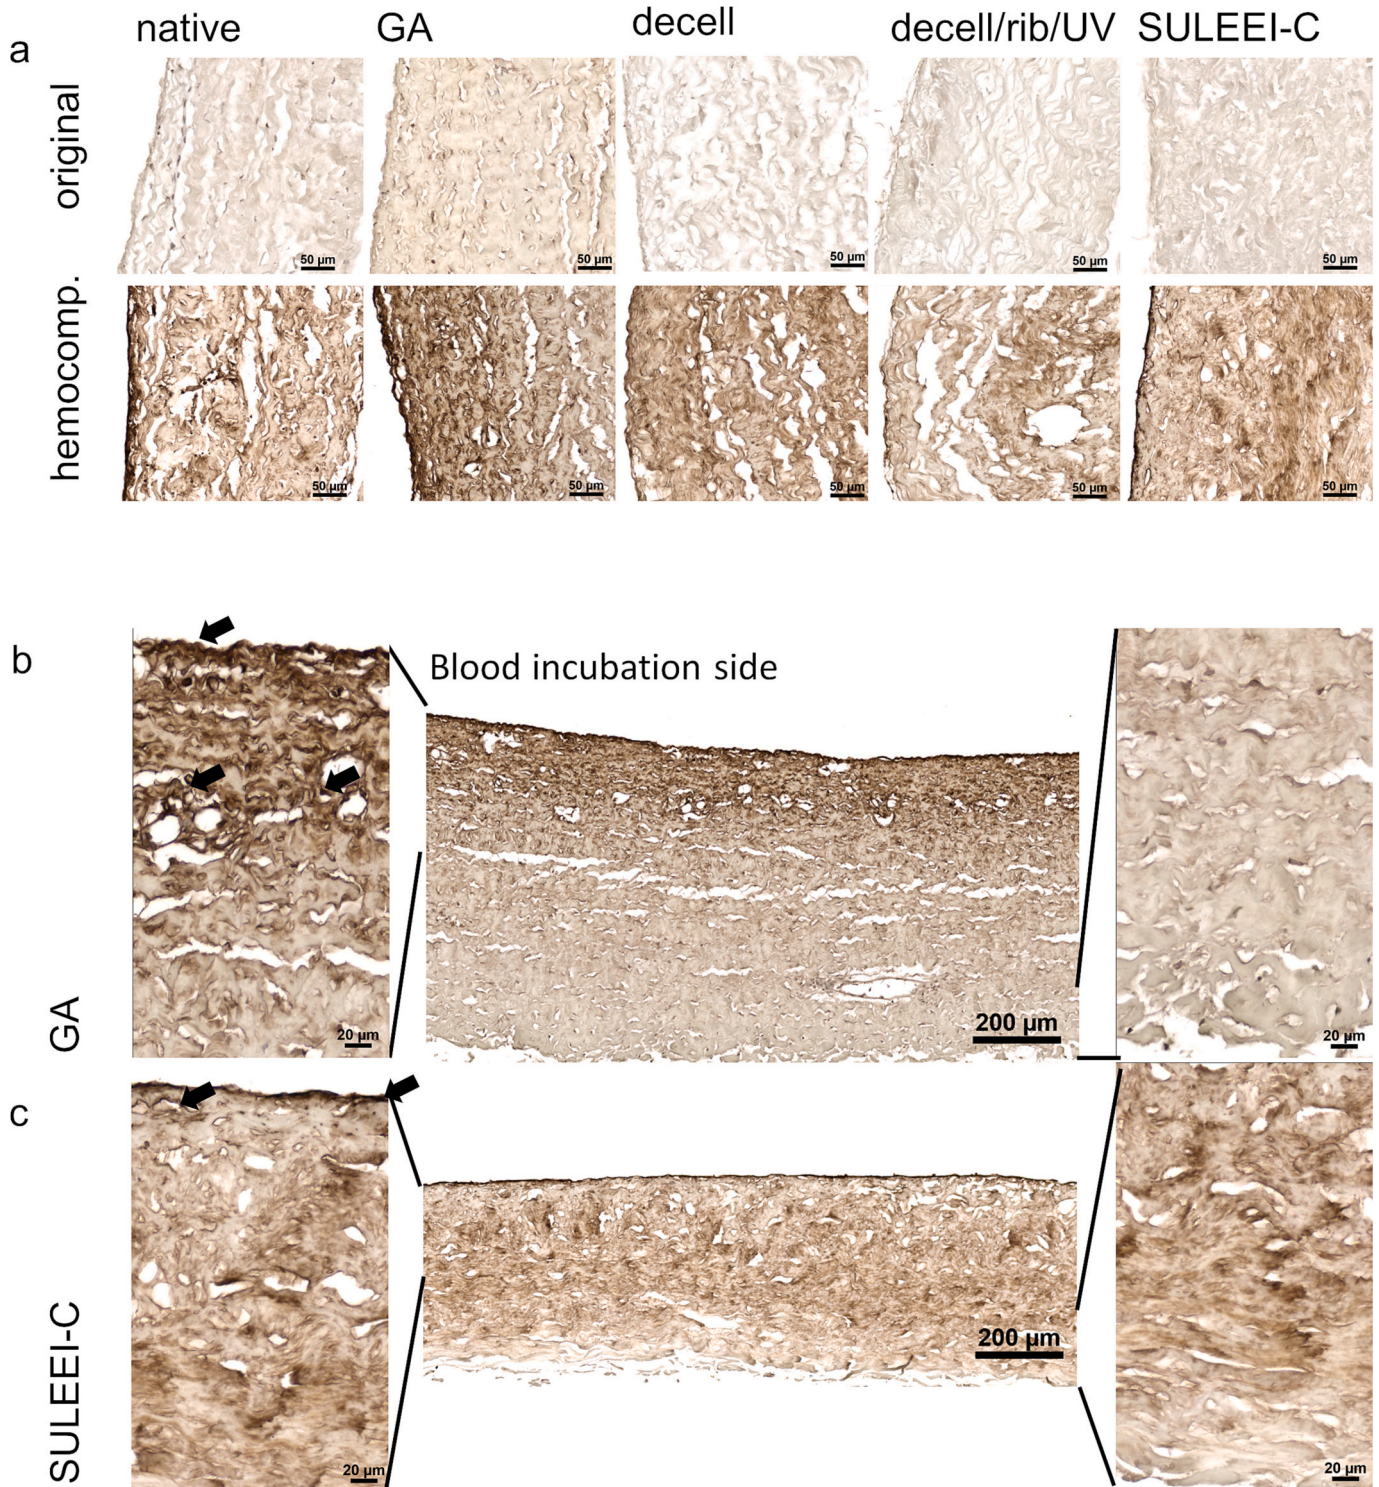 native GA decell decell/rib/UV SULEEI-C
a
original
50 µm 50 µm 50 µm 50 µm 50 µm
hemocomp.
50 µm 50 µm 50 µm 50 µm 50 µm
b
Blood incubation side
GA
20 µm 200 µm 20 µm
c
SULEEI-C
20 µm 200 µm 20 µm